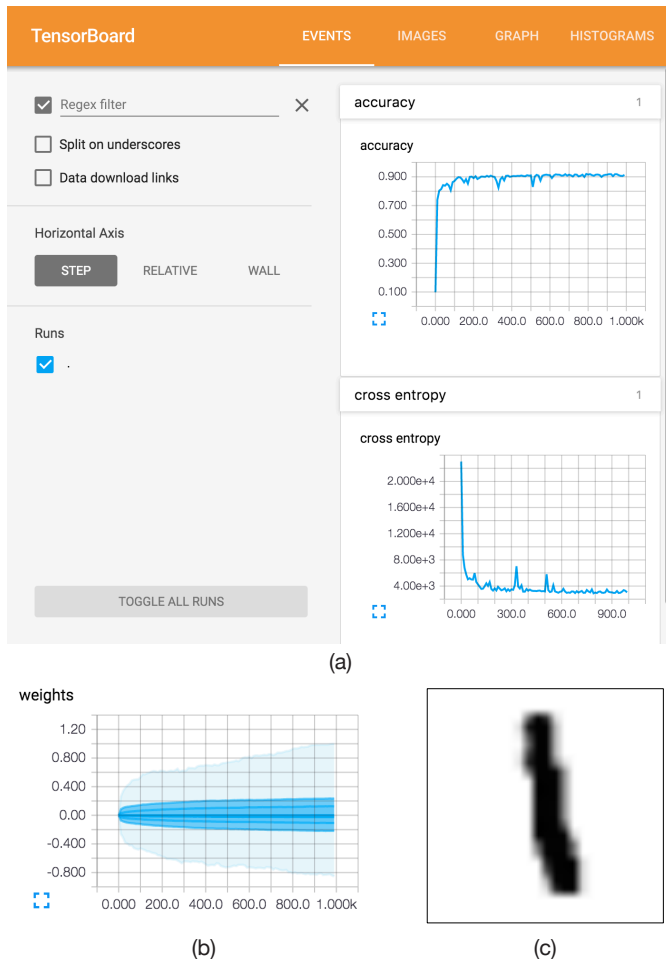 TensorBoard EVENTS IMAGES GRAPH HISTOGRAMS
Regex filter
Split on underscores
Data download links
Horizontal Axis
STEP RELATIVE WALL
Runs
.
TOGGLE ALL RUNS
accuracy 1
accuracy
0.900
0.700
0.500
0.300
0.100
0.000 200.0 400.0 600.0 800.0 1.000k
cross entropy 1
cross entropy
2.000e+4
1.600e+4
1.200e+4
8.00e+3
4.00e+3
0.000 300.0 600.0 900.0
(a)
weights
1.20
0.800
0.400
0.00
-0.400
-0.800
0.000 200.0 400.0 600.0 800.0 1.000k
(b)
(c)